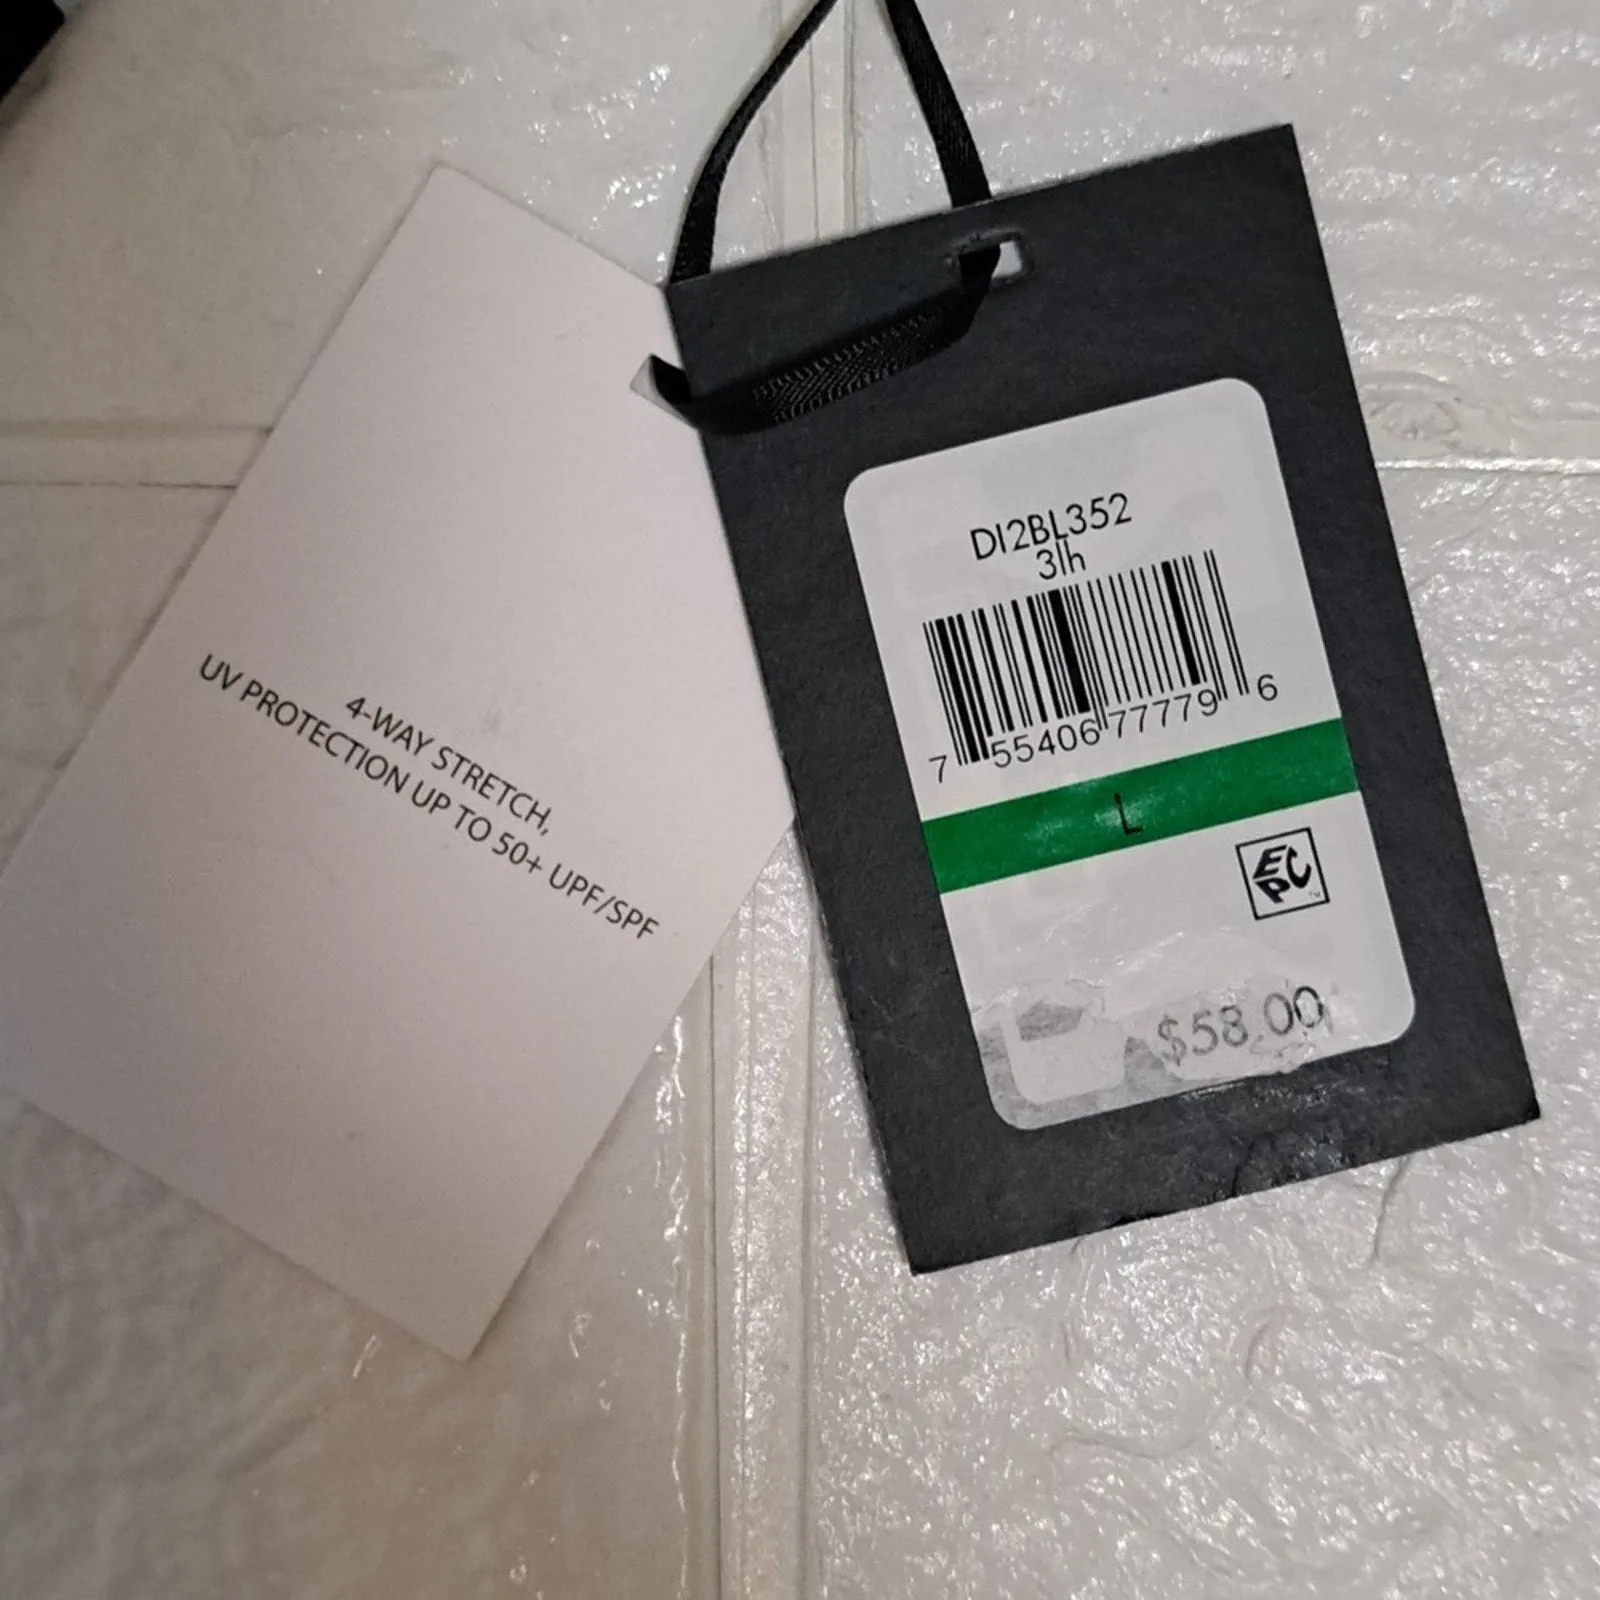 4-WAY STRETCH,
UV PROTECTION UP TO 50+ UPF/SPF
DI2BL352
3lh
7 55406 77779 6
L
EPC
$58.00